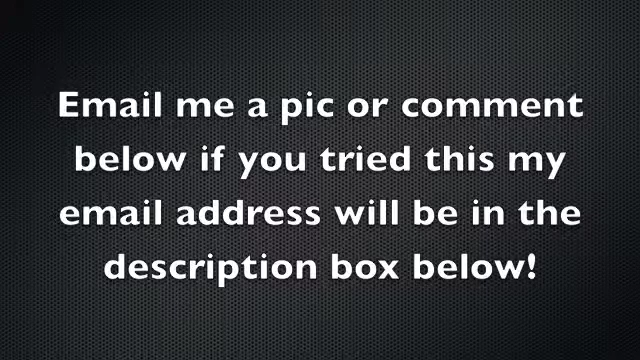 Email me a pic or comment
below if you tried this my
email address will be in the
description box below!